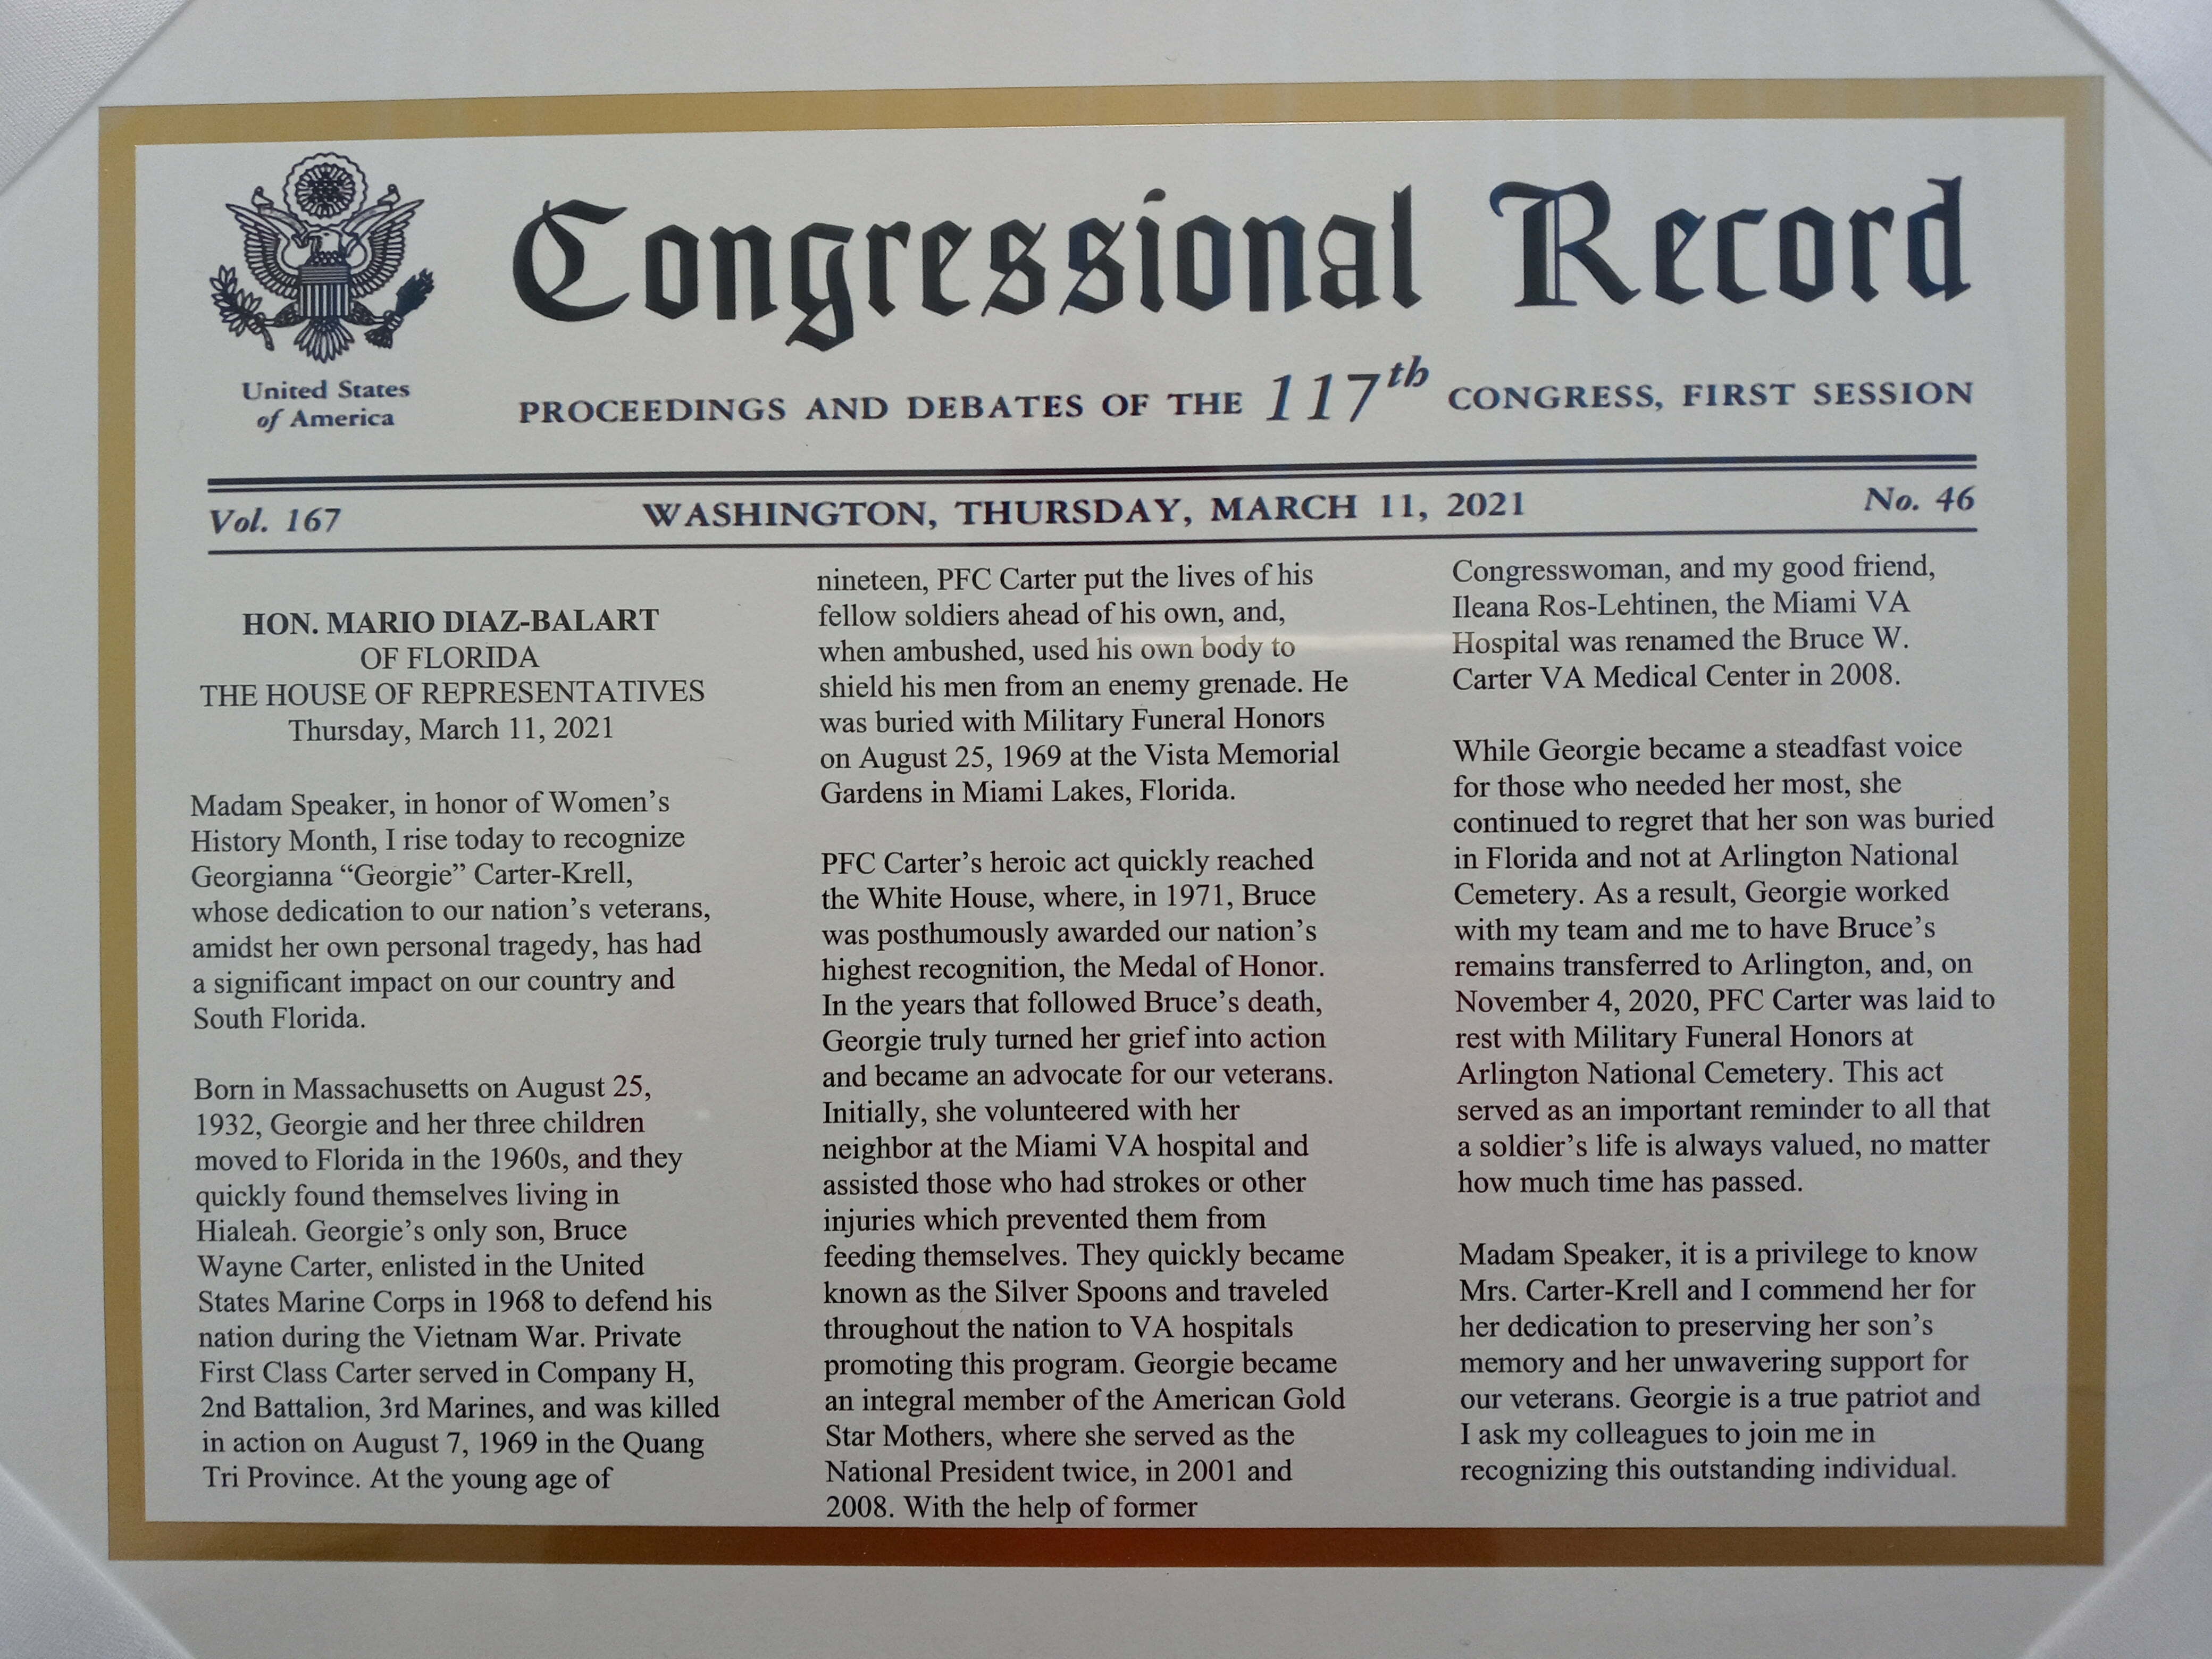 United States
of America
Congressional Record
PROCEEDINGS AND DEBATES OF THE 117th CONGRESS, FIRST SESSION
Vol. 167 WASHINGTON, THURSDAY, MARCH 11, 2021 No. 46
HON. MARIO DIAZ-BALART
OF FLORIDA
THE HOUSE OF REPRESENTATIVES
Thursday, March 11, 2021
Madam Speaker, in honor of Women’s
History Month, I rise today to recognize
Georgianna “Georgie” Carter-Krell,
whose dedication to our nation’s veterans,
amidst her own personal tragedy, has had
a significant impact on our country and
South Florida.
Born in Massachusetts on August 25,
1932, Georgie and her three children
moved to Florida in the 1960s, and they
quickly found themselves living in
Hialeah. Georgie’s only son, Bruce
Wayne Carter, enlisted in the United
States Marine Corps in 1968 to defend his
nation during the Vietnam War. Private
First Class Carter served in Company H,
2nd Battalion, 3rd Marines, and was killed
in action on August 7, 1969 in the Quang
Tri Province. At the young age of
nineteen, PFC Carter put the lives of his
fellow soldiers ahead of his own, and,
when ambushed, used his own body to
shield his men from an enemy grenade. He
was buried with Military Funeral Honors
on August 25, 1969 at the Vista Memorial
Gardens in Miami Lakes, Florida.
PFC Carter’s heroic act quickly reached
the White House, where, in 1971, Bruce
was posthumously awarded our nation’s
highest recognition, the Medal of Honor.
In the years that followed Bruce’s death,
Georgie truly turned her grief into action
and became an advocate for our veterans.
Initially, she volunteered with her
neighbor at the Miami VA hospital and
assisted those who had strokes or other
injuries which prevented them from
feeding themselves. They quickly became
known as the Silver Spoons and traveled
throughout the nation to VA hospitals
promoting this program. Georgie became
an integral member of the American Gold
Star Mothers, where she served as the
National President twice, in 2001 and
2008. With the help of former
Congresswoman, and my good friend,
Ileana Ros-Lehtinen, the Miami VA
Hospital was renamed the Bruce W.
Carter VA Medical Center in 2008.
While Georgie became a steadfast voice
for those who needed her most, she
continued to regret that her son was buried
in Florida and not at Arlington National
Cemetery. As a result, Georgie worked
with my team and me to have Bruce’s
remains transferred to Arlington, and, on
November 4, 2020, PFC Carter was laid to
rest with Military Funeral Honors at
Arlington National Cemetery. This act
served as an important reminder to all that
a soldier’s life is always valued, no matter
how much time has passed.
Madam Speaker, it is a privilege to know
Mrs. Carter-Krell and I commend her for
her dedication to preserving her son’s
memory and her unwavering support for
our veterans. Georgie is a true patriot and
I ask my colleagues to join me in
recognizing this outstanding individual.